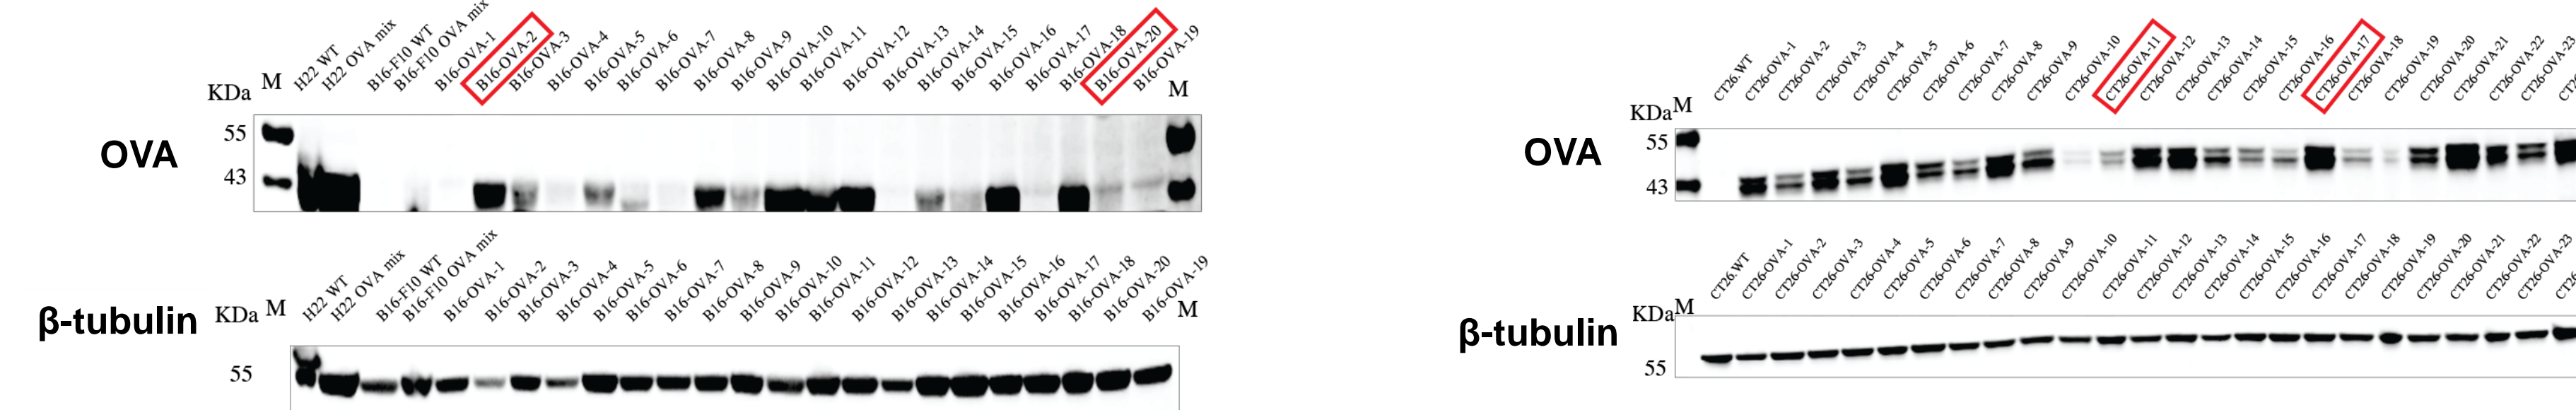 H22 WT
H22 OVA mix
B16-F10 WT
B16-F10 OVA mix
B16-OVA-1
B16-OVA-2
B16-OVA-3
B16-OVA-4
B16-OVA-5
B16-OVA-6
B16-OVA-7
B16-OVA-8
B16-OVA-9
B16-OVA-10
B16-OVA-11
B16-OVA-12
B16-OVA-13
B16-OVA-14
B16-OVA-15
B16-OVA-16
B16-OVA-17
B16-OVA-18
B16-OVA-20
B16-OVA-19
KDa M
M
OVA
55
43
H22 WT
H22 OVA mix
B16-F10 WT
B16-F10 OVA mix
B16-OVA-1
B16-OVA-2
B16-OVA-3
B16-OVA-4
B16-OVA-5
B16-OVA-6
B16-OVA-7
B16-OVA-8
B16-OVA-9
B16-OVA-10
B16-OVA-11
B16-OVA-12
B16-OVA-13
B16-OVA-14
B16-OVA-15
B16-OVA-16
B16-OVA-17
B16-OVA-18
B16-OVA-20
B16-OVA-19
β-tubulin
KDa M
M
55
CT26.WT
CT26-OVA-1
CT26-OVA-2
CT26-OVA-3
CT26-OVA-4
CT26-OVA-5
CT26-OVA-6
CT26-OVA-7
CT26-OVA-8
CT26-OVA-9
CT26-OVA-10
CT26-OVA-11
CT26-OVA-12
CT26-OVA-13
CT26-OVA-14
CT26-OVA-15
CT26-OVA-16
CT26-OVA-17
CT26-OVA-18
CT26-OVA-19
CT26-OVA-20
CT26-OVA-21
CT26-OVA-22
CT26-OVA-23
KDa M
OVA
55
43
CT26.WT
CT26-OVA-1
CT26-OVA-2
CT26-OVA-3
CT26-OVA-4
CT26-OVA-5
CT26-OVA-6
CT26-OVA-7
CT26-OVA-8
CT26-OVA-9
CT26-OVA-10
CT26-OVA-11
CT26-OVA-12
CT26-OVA-13
CT26-OVA-14
CT26-OVA-15
CT26-OVA-16
CT26-OVA-17
CT26-OVA-18
CT26-OVA-19
CT26-OVA-20
CT26-OVA-21
CT26-OVA-22
CT26-OVA-23
KDa M
β-tubulin
55